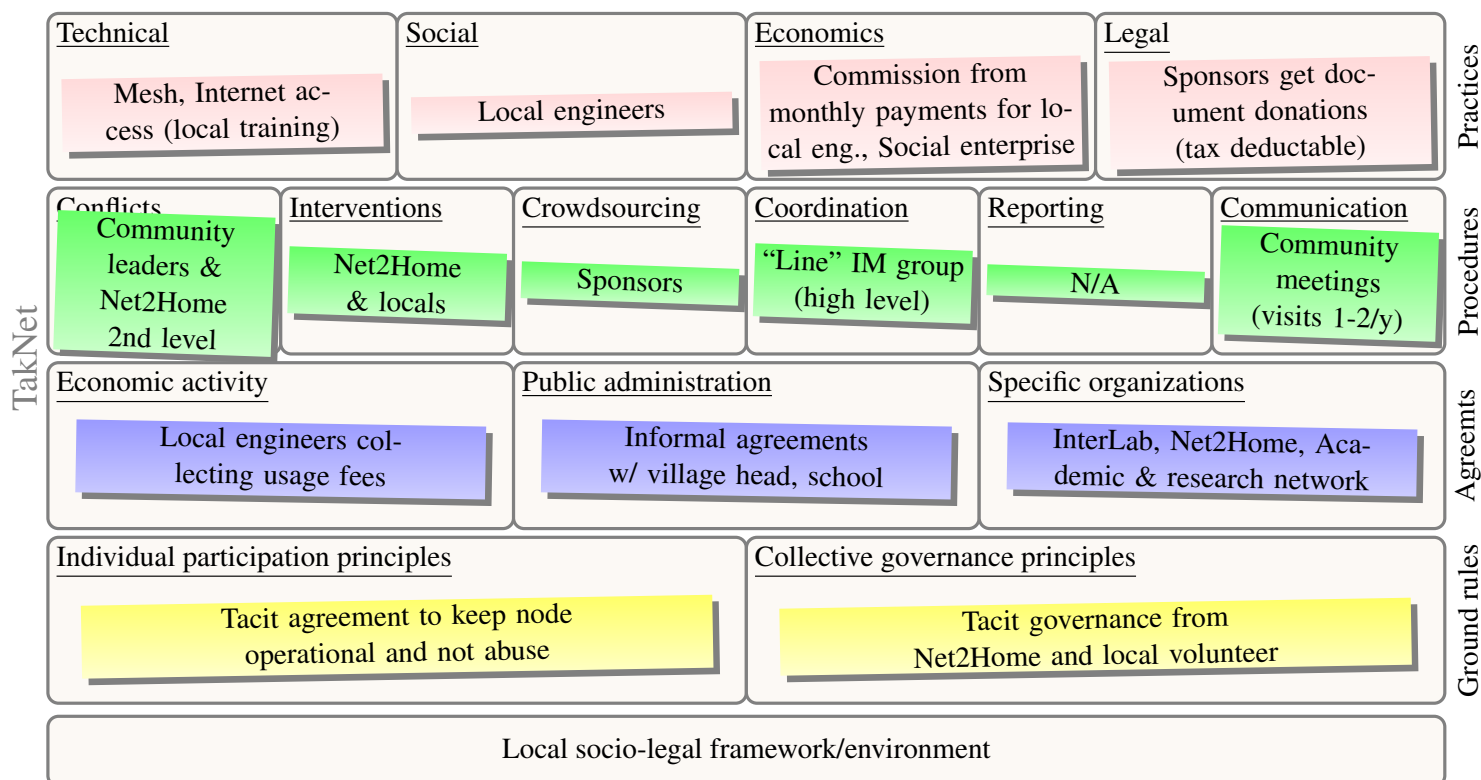 Technical
Mesh, Internet ac-
cess (local training)
Social
Local engineers
Economics
Commission from
monthly payments for lo-
cal eng., Social enterprise
Legal
Sponsors get doc-
ument donations
(tax deductable)
Practices
Conflicts
Community
leaders &
Net2Home
2nd level
Interventions
Net2Home
& locals
Crowdsourcing
Sponsors
Coordination
“Line” IM group
(high level)
Reporting
N/A
Communication
Community
meetings
(visits 1-2/y)
Procedures
TakNet
Economic activity
Local engineers col-
lecting usage fees
Public administration
Informal agreements
w/ village head, school
Specific organizations
InterLab, Net2Home, Aca-
demic & research network
Agreents
Individual participation principles
Tacit agreement to keep node
operational and not abuse
Collective governance principles
Tacit governance from
Net2Home and local volunteer
Ground rules
Local socio-legal framework/environment